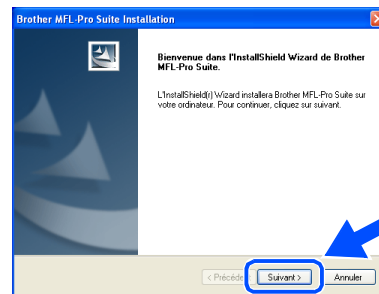 Brother MFL-Pro Suite Installation
Bienvenue dans l'InstallShield Wizard de Brother
MFL-Pro Suite.
L'InstallShield(r) Wizard installera Brother MFL-Pro Suite sur
votre ordinateur. Pour continuer, cliquez sur suivant.
< Précéde
Suivant >
Annuler